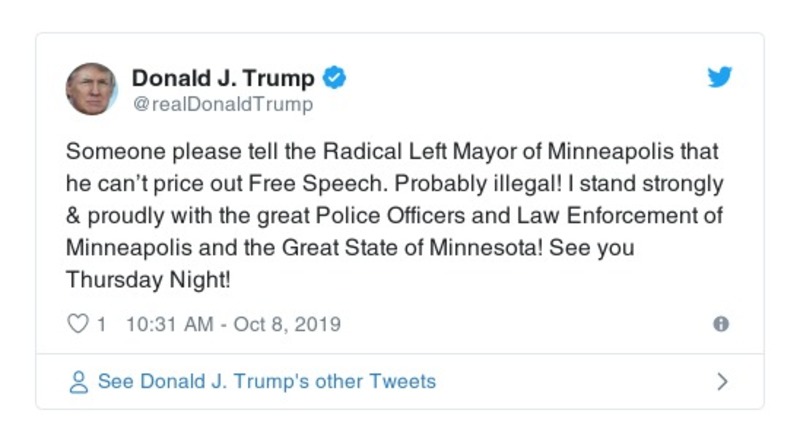 Donald J. Trump
@realDonaldTrump
Someone please tell the Radical Left Mayor of Minneapolis that
he can’t price out Free Speech. Probably illegal! I stand strongly
& proudly with the great Police Officers and Law Enforcement of
Minneapolis and the Great State of Minnesota! See you
Thursday Night!
1 10:31 AM - Oct 8, 2019
See Donald J. Trump's other Tweets